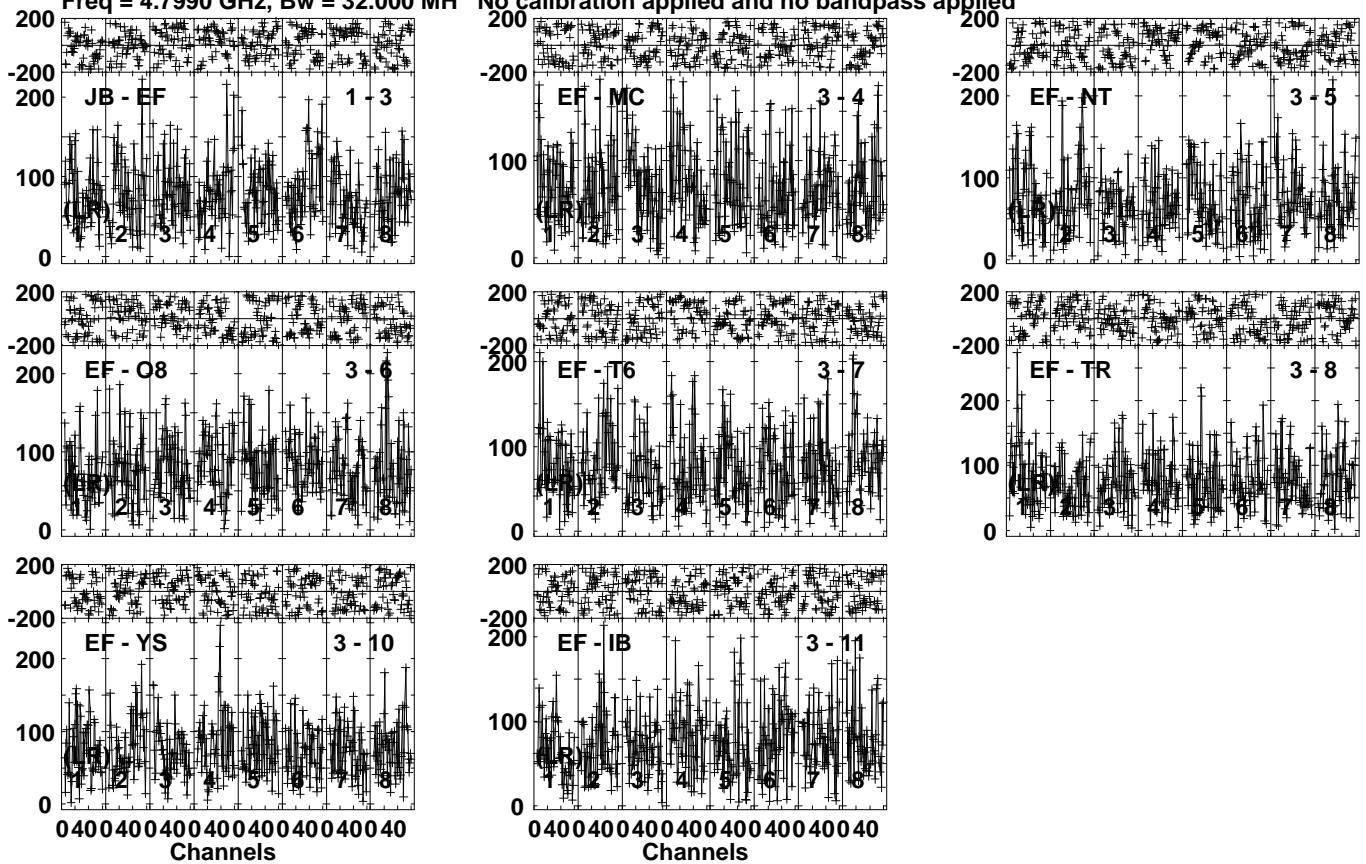 Freq = 4.7990 GHz, Bw = 32.000 MH No calibration applied and no bandpass applied
200
-200
JB - EF 1 - 3
200
100
0
(LR)
1 2 3 4 5 6 7 8
200
-200
EF - MC 3 - 4
200
100
0
(LR)
1 2 3 4 5 6 7 8
200
-200
EF - NT 3 - 5
200
100
0
(LR)
1 2 3 4 5 6 7 8
200
-200
EF - O8 3 - 6
200
100
0
(LR)
1 2 3 4 5 6 7 8
200
-200
EF - T6 3 - 7
200
100
0
(LR)
1 2 3 4 5 6 7 8
200
-200
EF - TR 3 - 8
200
100
0
(LR)
1 2 3 4 5 6 7 8
200
-200
EF - YS 3 - 10
200
100
0
(LR)
1 2 3 4 5 6 7 8
0 40 0 40 0 40 0 40 0 40 0 40 0 40 0 40
Channels
200
-200
EF - IB 3 - 11
200
100
0
(LR)
1 2 3 4 5 6 7 8
0 40 0 40 0 40 0 40 0 40 0 40 0 40 0 40
Channels